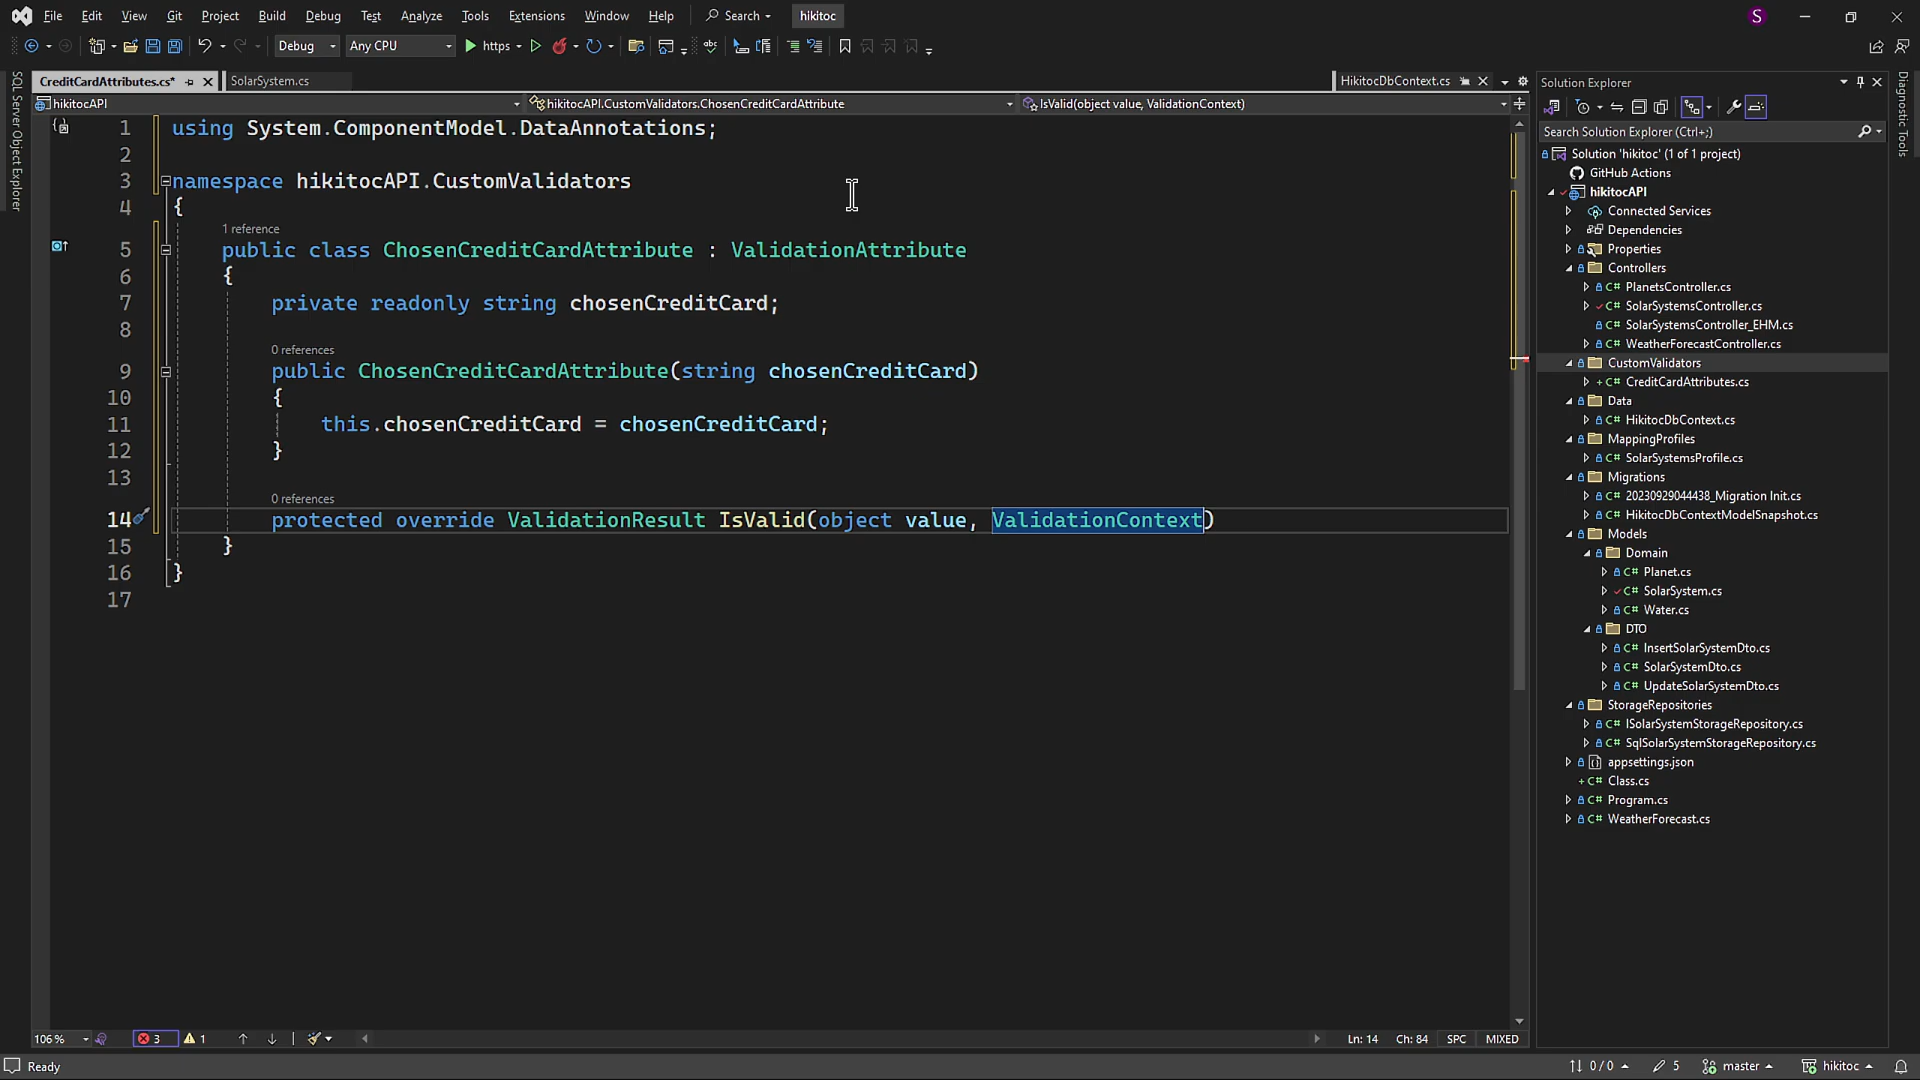 File Edit View Git Project Build Debug Test Analyze Tools Extensions Window Help Search hikitoc S
Debug Any CPU https
CreditCardAttributes.cs* SolarSystem.cs HikitocDbContext.cs
hikitocAPI hikitocAPI.CustomValidators.ChosenCreditCardAttribute IsValid(object value, ValidationContext)
SQL Server Object Explorer
1 using System.ComponentModel.DataAnnotations;
2
3 namespace hikitocAPI.CustomValidators
4 {
1 reference
5 public class ChosenCreditCardAttribute : ValidationAttribute
6 {
7 private readonly string chosenCreditCard;
8
0 references
9 public ChosenCreditCardAttribute(string chosenCreditCard)
10 {
11 this.chosenCreditCard = chosenCreditCard;
12 }
13
0 references
14 protected override ValidationResult IsValid(object value, ValidationContext)
15 }
16 }
17
106 % 3 1 Ln: 14 Ch: 84 SPC MIXED
Solution Explorer
Search Solution Explorer (Ctrl+;)
Solution 'hikitoc' (1 of 1 project)
GitHub Actions
hikitocAPI
Connected Services
Dependencies
Properties
Controllers
C# PlanetsController.cs
C# SolarSystemsController.cs
C# SolarSystemsController_EHM.cs
C# WeatherForecastController.cs
CustomValidators
C# CreditCardAttributes.cs
Data
C# HikitocDbContext.cs
MappingProfiles
C# SolarSystemsProfile.cs
Migrations
C# 20230929044438_Migration Init.cs
C# HikitocDbContextModelSnapshot.cs
Models
Domain
C# Planet.cs
C# SolarSystem.cs
C# Water.cs
DTO
C# InsertSolarSystemDto.cs
C# SolarSystemDto.cs
C# UpdateSolarSystemDto.cs
StorageRepositories
C# ISolarSystemStorageRepository.cs
C# SqlSolarSystemStorageRepository.cs
appsettings.json
C# Class.cs
C# Program.cs
C# WeatherForecast.cs
Diagnostic Tools
Ready 0 / 0 5 master hikitoc